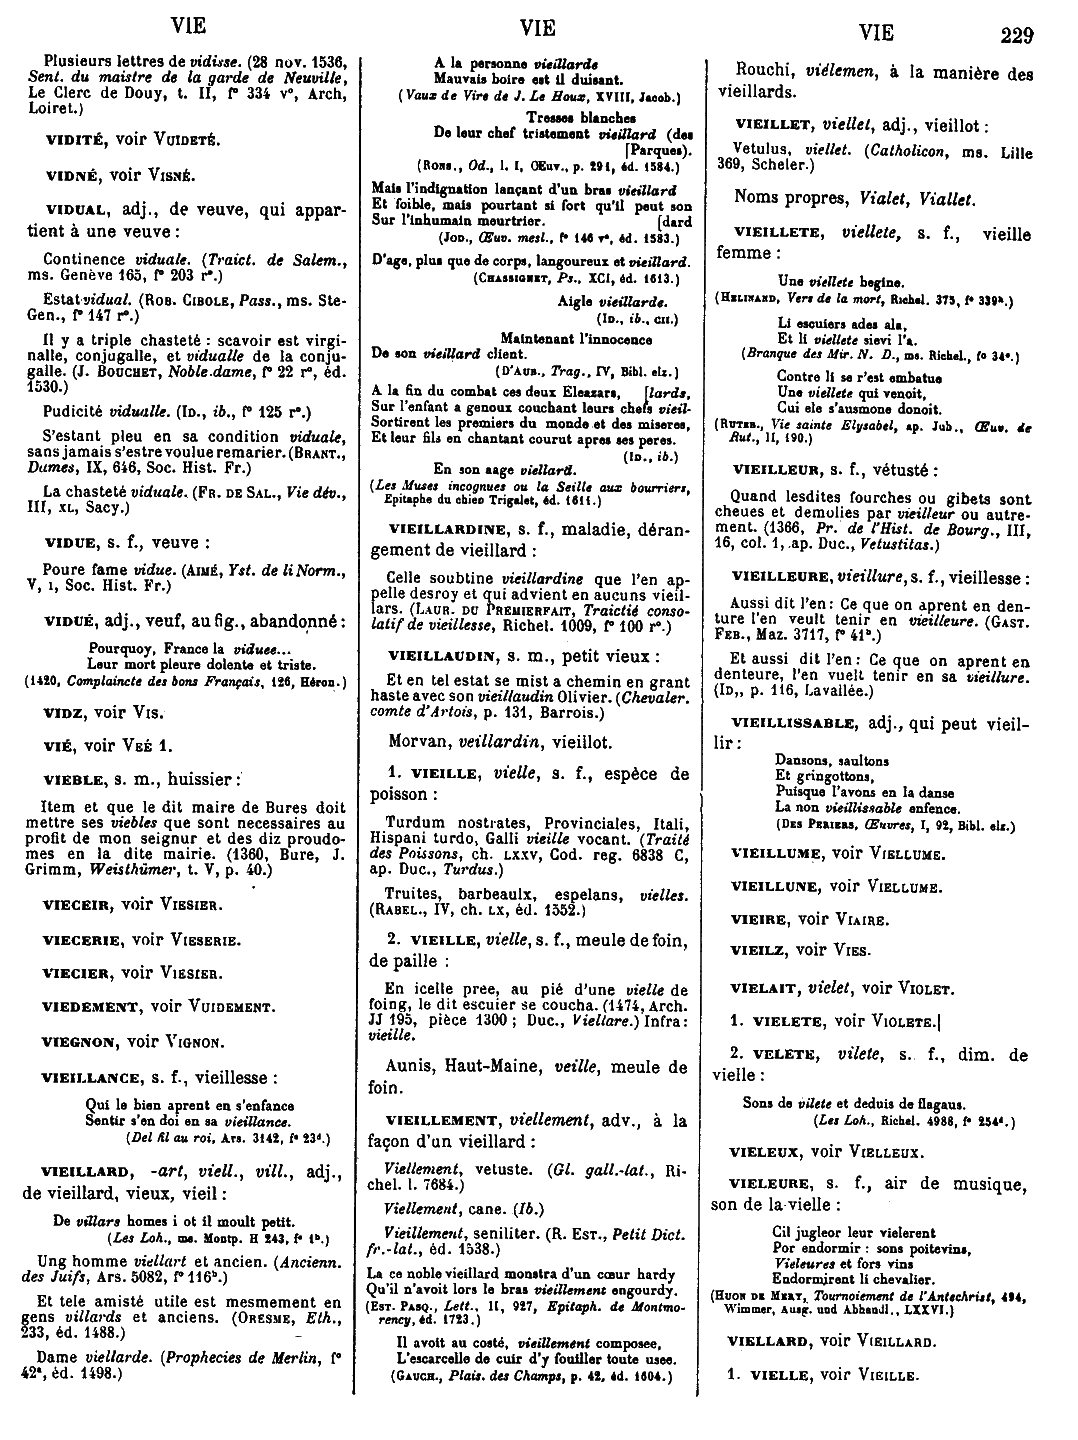 VIE
VIE
VIE
229
Plusieurs lettres de vidisse. (28 nov. 1536,
Sent. du maistre de la garde de Neuville,
Le Clerc de Douy, t. II, f° 334 v°, Arch,
Loiret.)
VIDITÉ, voir VUIDETÉ.
VIDNÉ, voir VISNÉ.
VIDUAL, adj., de veuve, qui appar-
tient à une veuve :
Continence viduale. (Traict. de Salem.,
ms. Genève 165, f° 203 r°.)
Estat vidual. (ROB. CIBOLE, Pass., ms. Ste-
Gen., f° 147 r°.)
Il y a triple chasteté : scavoir est virgi-
nalle, conjugalle, et vidualle de la conju-
galle. (J. BOUCHET, Noble dame, f° 22 r°, éd.
1530.)
Pudicité vidualle. (ID., ib., f° 125 r°.)
S'estant pleu en sa condition viduale,
sans jamais s'estre voulue remarier. (BRANT.,
Dames, IX, 646, Soc. Hist. Fr.)
La chasteté viduale. (FR. DE SAL., Vie dév.,
III, XL, Sacy.)
VIDUE, s. f., veuve :
Poure fame vidue. (AIMÉ, Yst. de li Norm.,
V, 1, Soc. Hist. Fr.)
VIDUÉ, adj., veuf, au fig., abandonné :
Pourquoy, France la viduee...
Leur mort pleure dolente et triste.
(1420, Complaincte des bons Français, 126, Héron.)
VIDZ, voir VIS.
VIÉ, voir VEÉ 1.
VIEBLE, s. m., huissier :
Item et que le dit maire de Bures doit
mettre ses viebles que sont necessaires au
profit de mon seignur et des diz proudo-
mes en la dite mairie. (1360, Bure, J.
Grimm, Weisthümer, t. V, p. 40.)
VIECEIR, voir VIESIER.
VIECERIE, voir VIESERIE.
VIECIER, voir VIESIER.
VIEDEMENT, voir VUIDEMENT.
VIEGNON, voir VIGNON.
VIEILLANCE, s. f., vieillesse :
Qui le bien aprent en s'enfance
Sentir s'en doi en sa vieillance.
(Del fil au roi, Ars. 3142, f° 23d.)
VIEILLARD, -art, viell., vill., adj.,
de vieillard, vieux, vieil :
De villars homes i ot il moult petit.
(Les Loh., ms. Montp. H 243, f° 1b.)
Ung homme viellart et ancien. (Ancienn.
des Juifs, Ars. 5082, f° 116b.)
Et tele amisté utile est mesmement en
gens villards et anciens. (ORESME, Eth.,
233, éd. 1488.)
Dame viellarde. (Prophecies de Merlin, f°
42a, éd. 1498.)
A la personne vieillarde
Mauvais boire est il duisant.
(Vaux de Vire de J. Le Houx, XVIII, Jacob.)
Tresses blanches
De leur chef tristement vieillard (des
[Parques).
(RONS., Od., l. I, Œuv., p. 291, éd. 1584.)
Mais l'indignation lançant d'un bras vieillard
Et foible, mais pourtant si fort qu'il peut son
Sur l'inhumain meurtrier. [dard
(JOD., Œuv. mesl., f° 146 r°, éd. 1583.)
D'age, plus que de corps, langoureux et vieillard.
(CHASSIGNET, Ps., XCI, éd. 1613.)
Aigle vieillarde.
(ID., ib., CII.)
Maintenant l'innocence
De son vieillard client.
(D'AUB., Trag., IV, Bibl. elz.)
A la fin du combat ces deux Eleazars, [lards,
Sur l'enfant a genoux couchant leurs chefs vieil-
Sortirent les premiers du monde et des miseres,
Et leur fils en chantant courut apres ses peres.
(ID., ib.)
En son aage viellard.
(Les Muses incognues ou la Seille aux bourriers,
Epitaphe du chien Trigalet, éd. 1611.)
VIEILLARDINE, s. f., maladie, déran-
gement de vieillard :
Celle soubtine vieillardine que l'en ap-
pelle desroy et qui advient en aucuns vieil-
lars. (LAUR. DU PREMIERFAIT, Traictié conso-
latif de vieillesse, Richel. 1009, f° 100 r°.)
VIEILLAUDIN, s. m., petit vieux :
Et en tel estat se mist a chemin en grant
haste avec son vieillaudin Olivier. (Chevaler.
comte d'Artois, p. 131, Barrois.)
Morvan, veillardin, vieillot.
1. VIEILLE, vielle, s. f., espèce de
poisson :
Turdum nostrates, Provinciales, Itali,
Hispani turdo, Galli vieille vocant. (Traité
des Poissons, ch. LXXV, Cod. reg. 6838 C,
ap. Duc., Turdus.)
Truites, barbeaulx, espelans, vielles.
(RABEL., IV, ch. LX, éd. 1552.)
2. VIEILLE, vielle, s. f., meule de foin,
de paille :
En icelle pree, au pié d'une vielle de
foing, le dit escuier se coucha. (1474, Arch.
JJ 195, pièce 1300 ; Duc., Viellare.) Infra :
vieille.
Aunis, Haut-Maine, veille, meule de
foin.
VIEILLEMENT, viellement, adv., à la
façon d'un vieillard :
Viellement, vetuste. (Gl. gall.-lat., Ri-
chel. l. 7684.)
Viellement, cane. (Ib.)
Vieillement, seniliter. (R. EST., Petit Dict.
fr.-lat., éd. 1538.)
La ce noble vieillard monstra d'un cœur hardy
Qu'il n'avoit lors le bras vieillement engourdy.
(EST. PASQ., Lett., II, 927, Epitaph. de Montmo-
rency, éd. 1723.)
Il avoit au costé, vieillement composee,
L'escarcelle de cuir d'y fouiller toute usee.
(GAUCH., Plais. des Champs, p. 42, éd. 1604.)
Rouchi, viélemen, à la manière des
vieillards.
VIEILLET, viellet, adj., vieillot :
Vetulus, viellet. (Catholicon, ms. Lille
369, Scheler.)
Noms propres, Vialet, Viallet.
VIEILLETE, viellete, s. f., vieille
femme :
Une viellete begine.
(HELINAND, Vers de la mort, Richel. 375, f° 339b.)
Li escuiers ades ala,
Et li viellete sievi l'a.
(Branque des Mir. N. D., ms. Richel., fo 34c.)
Contre li se r'est embatue
Une viellete qui venoit,
Cui ele s'ausmone donoit.
(RUTEB., Vie sainte Elysabel, ap. Jub., Œuv. de
Rut., II, 190.)
VIEILLEUR, s. f., vétusté :
Quand lesdites fourches ou gibets sont
cheues et demolies par vieilleur ou autre-
ment. (1366, Pr. de l'Hist. de Bourg., III,
16, col. 1, ap. Duc., Vetustitas.)
VIEILLEURE, vieillure, s. f., vieillesse :
Aussi dit l'en : Ce que on aprent en den-
ture l'en veult tenir en vieilleure. (GAST.
FEB., Maz. 3717, f° 41b.)
Et aussi dit l'en : Ce que on aprent en
denteure, l'en vuelt tenir en sa vieillure.
(ID,, p. 116, Lavallée.)
VIEILLISSABLE, adj., qui peut vieil-
lir :
Dansons, saultons
Et gringottons,
Puisque l'avons en la danse
La non vieillissable enfence.
(DES PERIERS, Œuvres, I, 92, Bibl. elz.)
VIEILLUME, voir VIELLUME.
VIEILLUNE, voir VIELLUME.
VIEIRE, voir VIAIRE.
VIEILZ, voir VIES.
VIELAIT, vielet, voir VIOLET.
1. VIELETE, voir VIOLETE.
2. VELETE, vilete, s. f., dim. de
vielle :
Sons de vilete et deduis de flagaus.
(Les Loh., Richel. 4988, f° 254d.)
VIELEUX, voir VIELLEUX.
VIELEURE, s. f., air de musique,
son de la vielle :
Cil jugleor leur vielerent
Por endormir : sons poitevins,
Vieleures et fors vins
Endormirent li chevalier.
(HUON DE MERY, Tournoiement de l'Antechrist, 494,
Wimmer, Ausg. und Abhandl., LXXVI.)
VIELLARD, voir VIEILLARD.
1. VIELLE, voir VIEILLE.